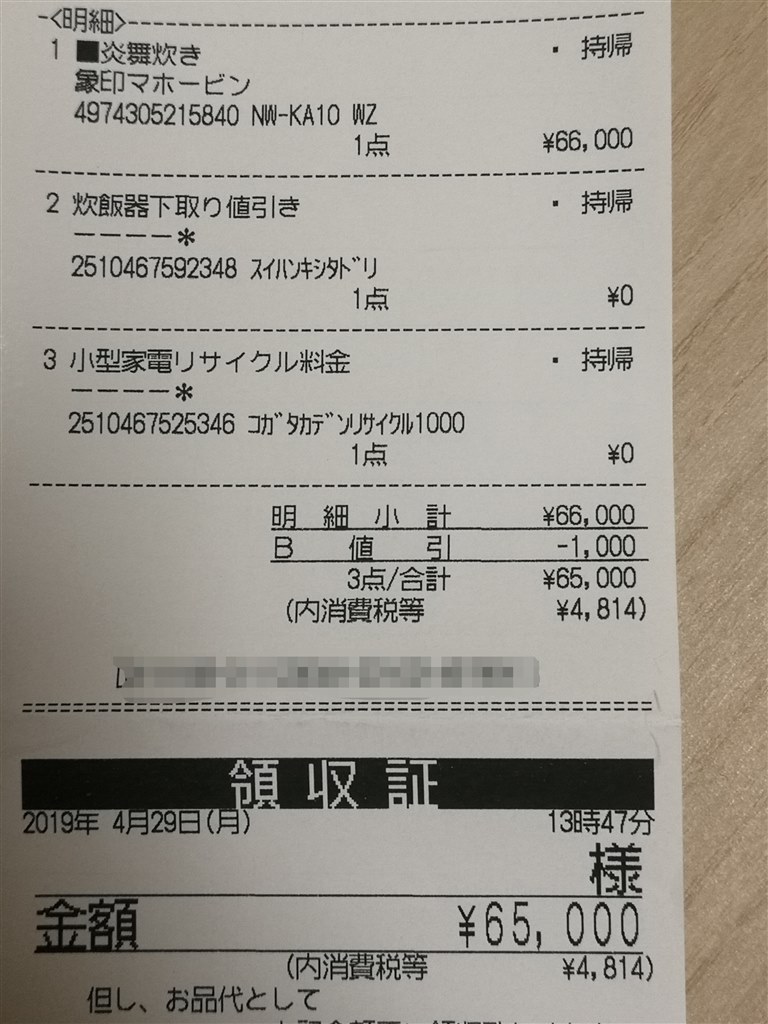 <明細>
1 ■炎舞炊き ・ 持帰
象印マホービン
4974305215840 NW-KA10 WZ
1点 ¥66,000
2 炊飯器下取り値引き ・ 持帰
ーーーー*
2510467592348 スイハンキシタドリ
1点 ¥0
3 小型家電リサイクル料金 ・ 持帰
ーーーー*
2510467525346 コガタカデンリサイクル1000
1点 ¥0
明 細 小 計 ¥66,000
B 値 引 -1,000
3点/合計 ¥65,000
(内消費税等 ¥4,814)
領収証
2019年 4月29日(月) 13時47分
様
金額 ¥65,000
(内消費税等 ¥4,814)
但し、お品代として